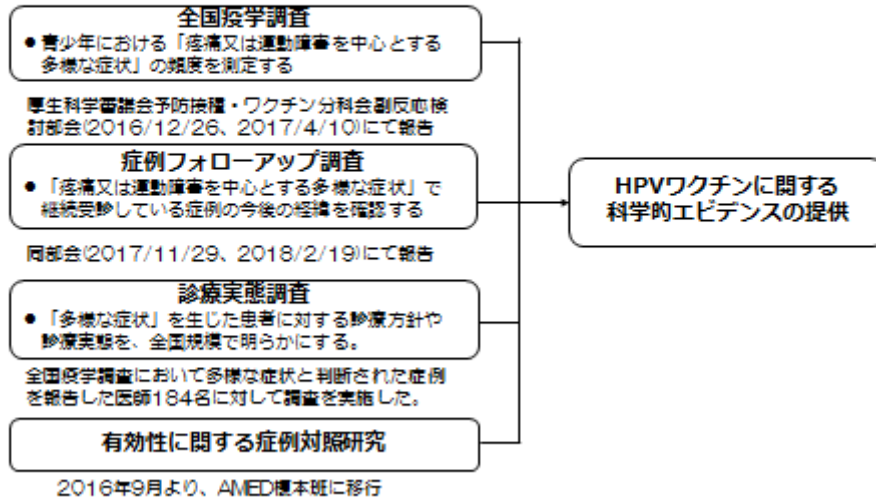 全国疫学調査
● 青少年における「疼痛又は運動障害を中心とする
多様な症状」の頻度を測定する
厚生科学審議会予防接種・ワクチン分科会副反応検
討部会(2016/12/26、2017/4/10)にて報告
症例フォローアップ調査
● 「疼痛又は運動障害を中心とする多様な症状」で
継続受診している症例の今後の経緯を確認する
同部会(2017/11/29、2018/2/19)にて報告
診療実態調査
● 「多様な症状」を生じた患者に対する診療方針や
診療実態を、全国規模で明らかにする。
全国疫学調査において多様な症状と判断された症例
を報告した医師184名に対して調査を実施した。
有効性に関する症例対照研究
2016年9月より、AMED榎本班に移行
HPVワクチンに関する
科学的エビデンスの提供